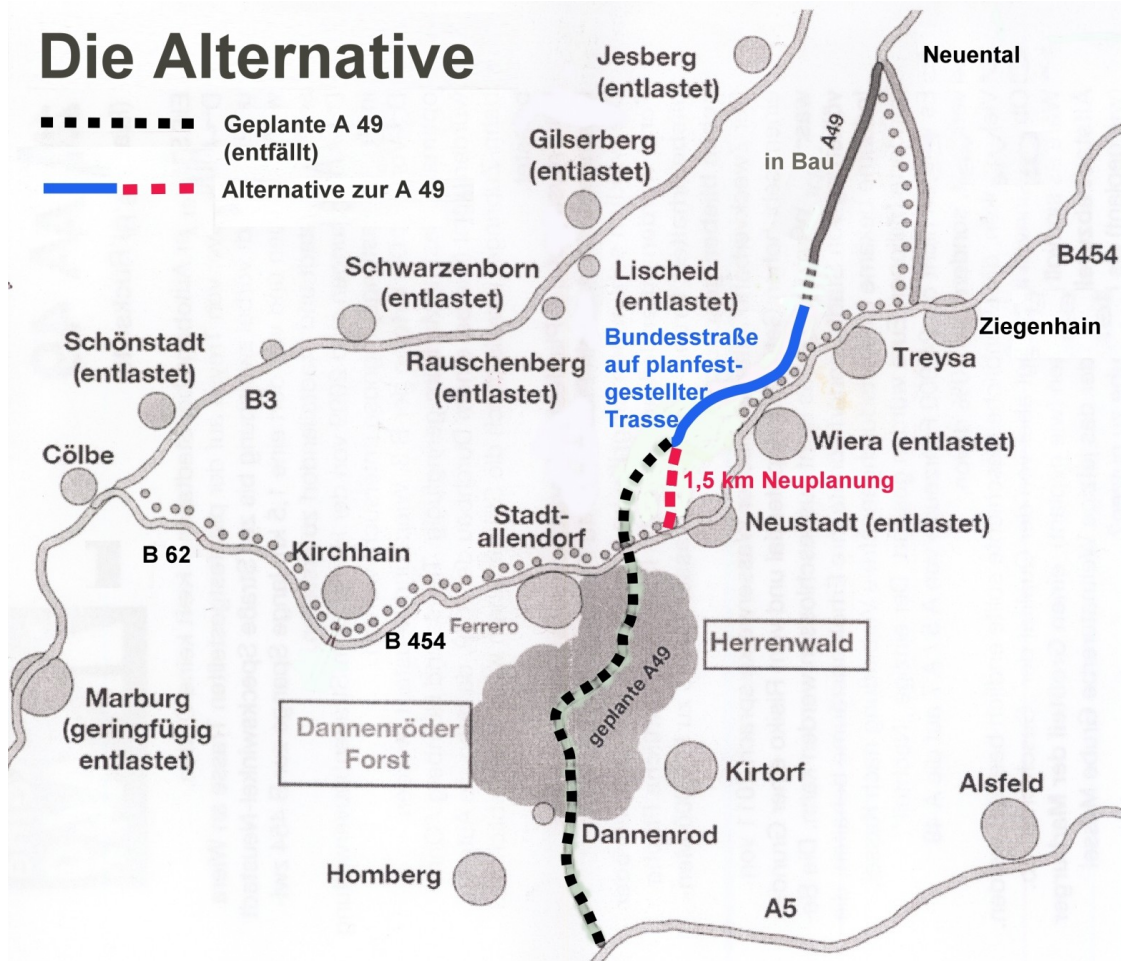 Die Alternative
Geplante A 49
(entfällt)
Alternative zur A 49
Jesberg
(entlastet)
Neuental
Gilserberg
(entlastet)
A49
in Bau
B454
Schwarzenborn
(entlastet)
Lischeid
(entlastet)
Ziegenhain
Schönstadt
(entlastet)
Rauschenberg
(entlastet)
Bundesstraße
auf planfest-
gestellter
Trasse
Treysa
B3
Wiera (entlastet)
Cölbe
1,5 km Neuplanung
Stadt-
allendorf
Neustadt (entlastet)
B 62
Kirchhain
Ferrero
B 454
Herrenwald
geplante A49
Marburg
(geringfügig
entlastet)
Dannenröder
Forst
Kirtorf
Alsfeld
Dannenrod
Homberg
A5